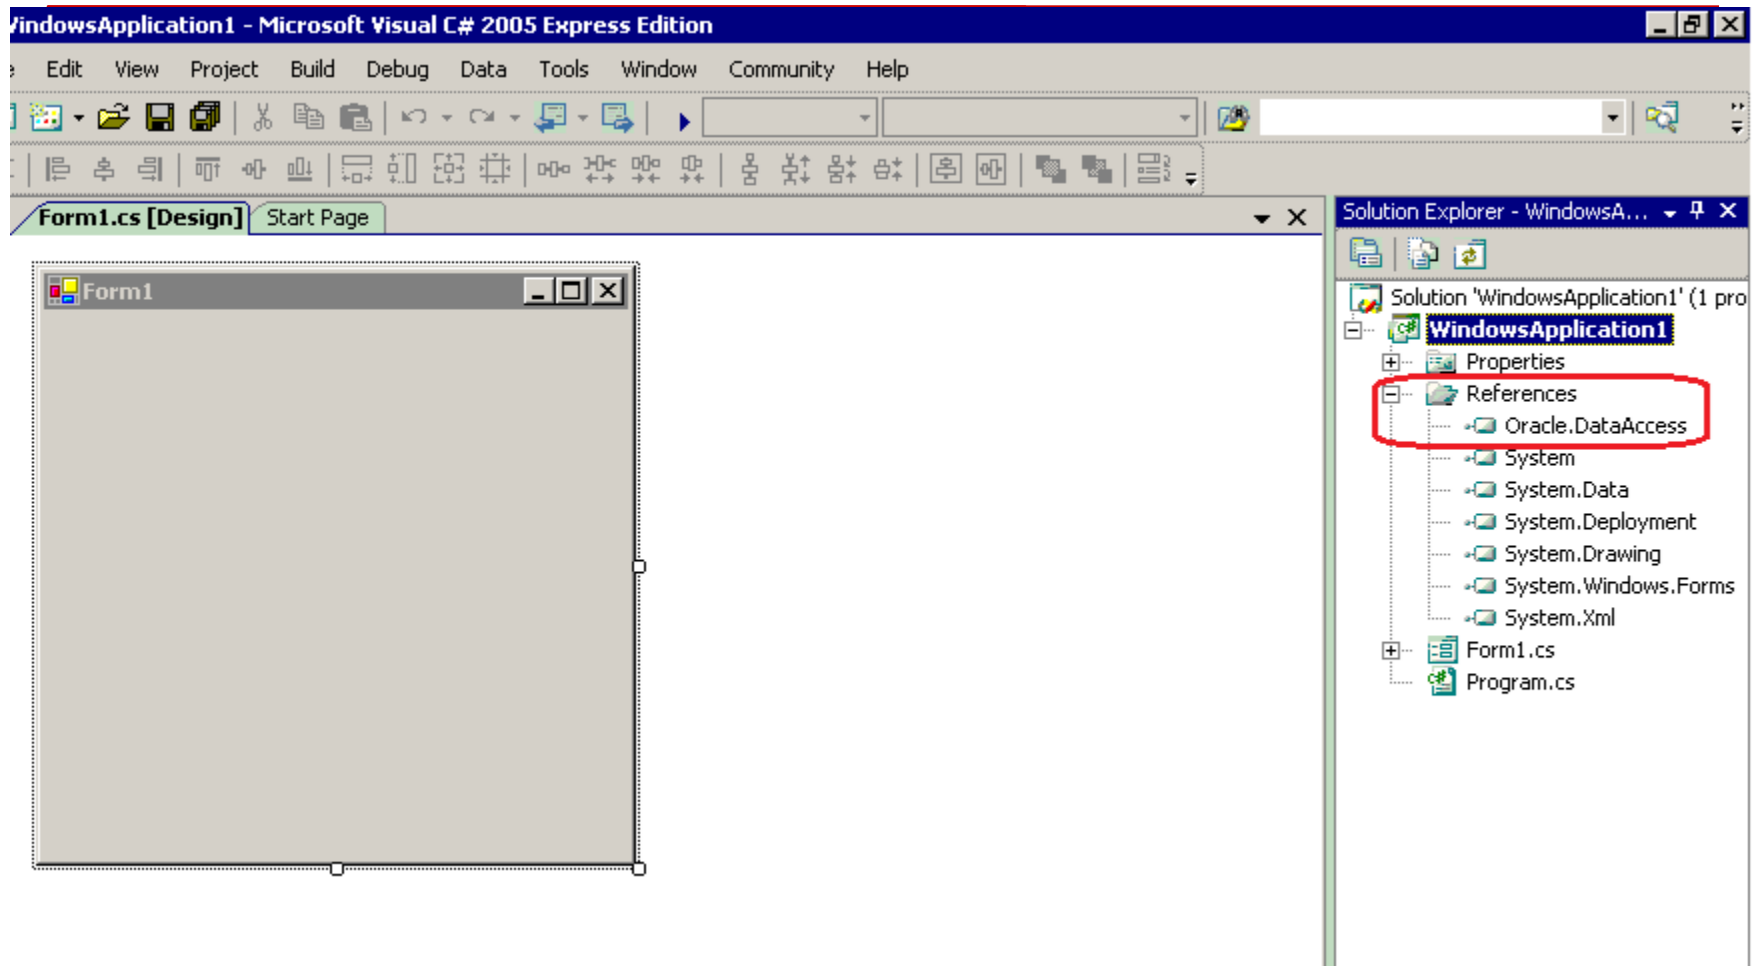 WindowsApplication1 - Microsoft Visual C# 2005 Express Edition
Edit View Project Build Debug Data Tools Window Community Help
Form1.cs [Design] Start Page
Solution Explorer - WindowsA...
Form1
Solution 'WindowsApplication1' (1 pro
WindowsApplication1
Properties
References
Oracle.DataAccess
System
System.Data
System.Deployment
System.Drawing
System.Windows.Forms
System.Xml
Form1.cs
Program.cs